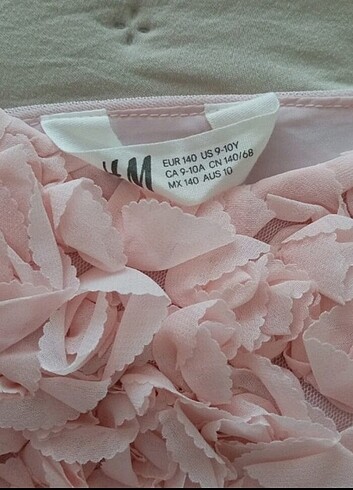 H&M
EUR 140 US 9-10Y
CA 9-10A CN 140/68
MX 140 AUS 10